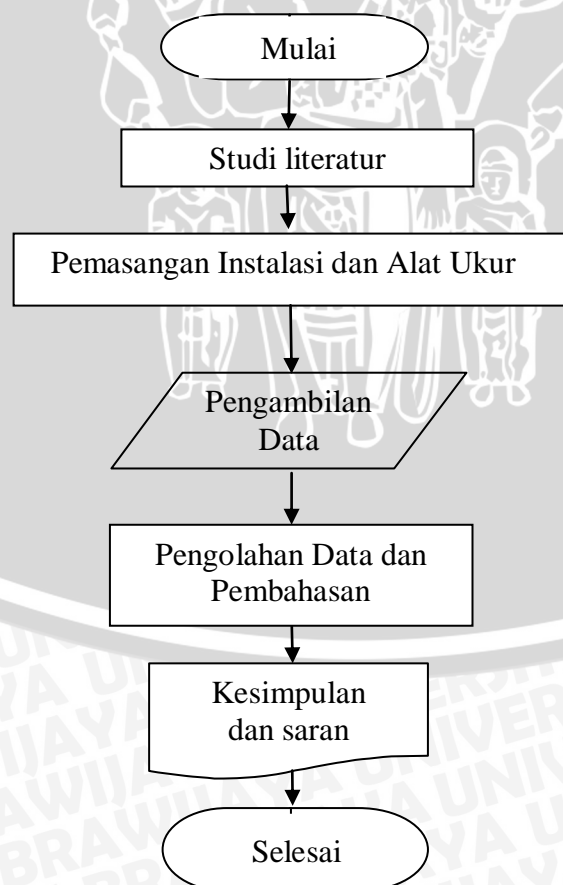 Mulai
Studi literatur
Pemasangan Instalasi dan Alat Ukur
Pengambilan
Data
Pengolahan Data dan
Pembahasan
Kesimpulan
dan saran
Selesai